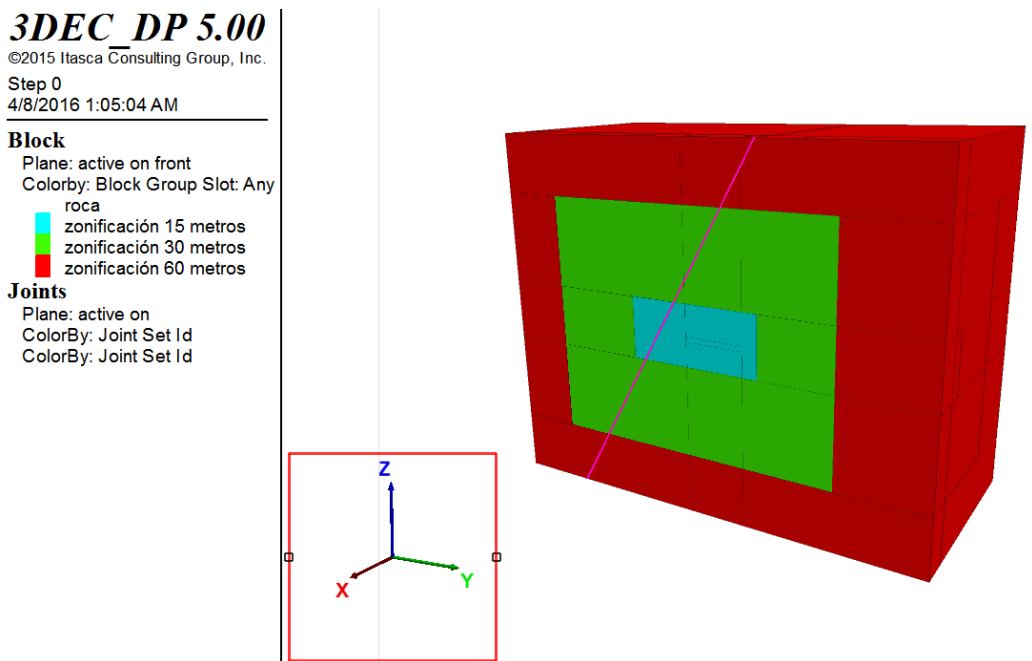 3DEC_DP 5.00
©2015 Itasca Consulting Group, Inc.
Step 0
4/8/2016 1:05:04 AM
Block
Plane: active on front
Colorby: Block Group Slot: Any
roca
zonificación 15 metros
zonificación 30 metros
zonificación 60 metros
Joints
Plane: active on
ColorBy: Joint Set Id
ColorBy: Joint Set Id
Z
X
Y